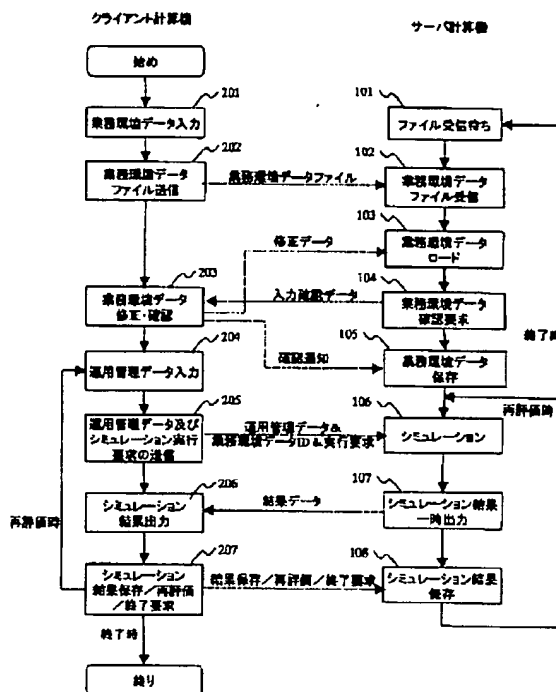 クライアント計算機
サーバ計算機
始め
201
業務環境データ入力
202
業務環境データ
ファイル送信
業務環境データファイル
101
ファイル受信待ち
102
業務環境データ
ファイル受信
103
業務環境データ
ロード
修正データ
203
業務環境データ
修正・確認
入力確認データ
104
業務環境データ
確認要求
204
運用管理データ入力
確認通知
105
業務環境データ
保存
終了時
再評価時
205
運用管理データ及び
シミュレーション実行
要求の送信
運用管理データ&
業務環境データID&実行要求
106
シミュレーション
206
シミュレーション
結果出力
結果データ
107
シミュレーション結果
一時出力
再評価時
207
シミュレーション
結果保存/再評価
/終了要求
結果保存/再評価/終了要求
108
シミュレーション結果
保存
終了時
終り